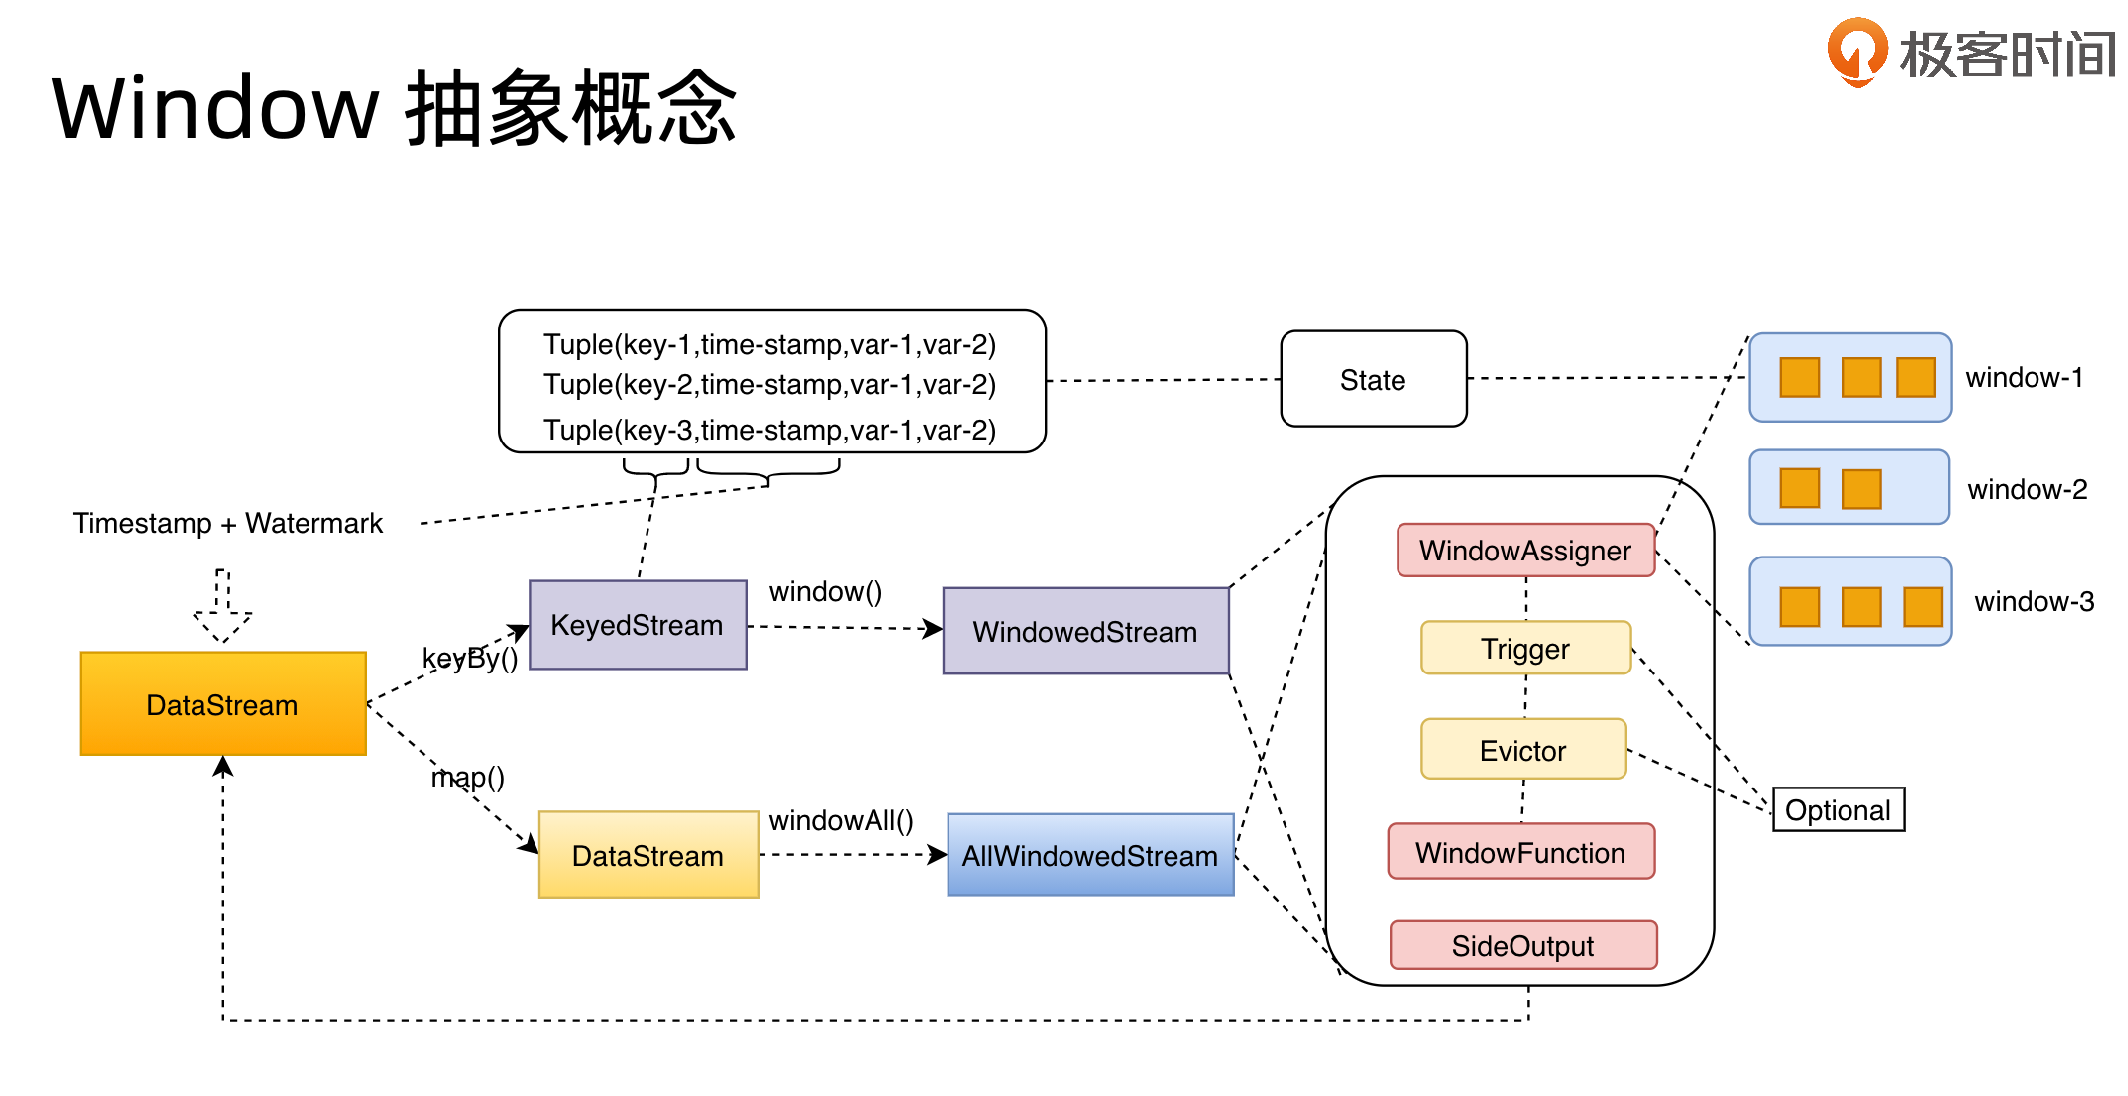 极客时间
Window 抽象概念
Tuple(key-1,time-stamp,var-1,var-2)
Tuple(key-2,time-stamp,var-1,var-2)
Tuple(key-3,time-stamp,var-1,var-2)
State
window-1
window-2
window-3
Timestamp + Watermark
DataStream
keyBy()
KeyedStream
window()
WindowedStream
map()
DataStream
windowAll()
AllWindowedStream
WindowAssigner
Trigger
Evictor
WindowFunction
SideOutput
Optional